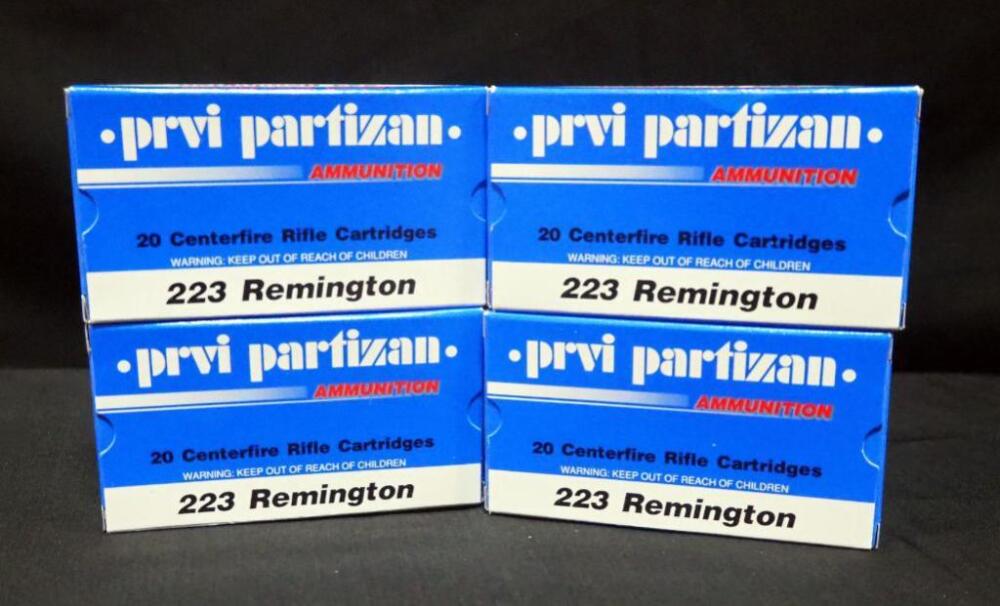 •prvi partizan•
AMMUNITION
20 Centerfire Rifle Cartridges
WARNING: KEEP OUT OF REACH OF CHILDREN
223 Remington
•prvi partizan•
AMMUNITION
20 Centerfire Rifle Cartridges
WARNING: KEEP OUT OF REACH OF CHILDREN
223 Remington
•prvi partizan•
AMMUNITION
20 Centerfire Rifle Cartridges
WARNING: KEEP OUT OF REACH OF CHILDREN
223 Remington
•prvi partizan•
AMMUNITION
20 Centerfire Rifle Cartridges
WARNING: KEEP OUT OF REACH OF CHILDREN
223 Remington